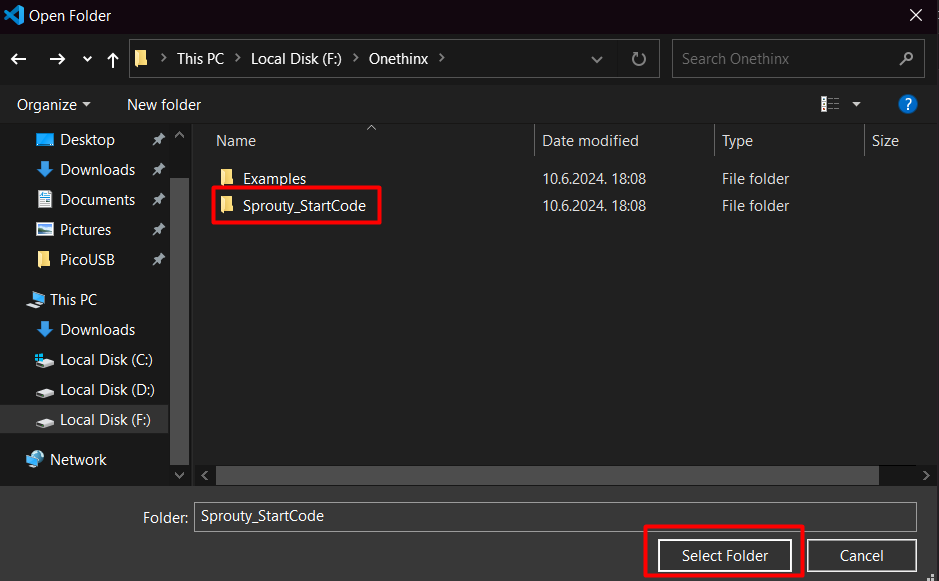 Open Folder
This PC Local Disk (F:) Onethinx
Search Onethinx
Organize New folder
?
Name Date modified Type Size
Examples 10.6.2024. 18:08 File folder
Sprouty_StartCode 10.6.2024. 18:08 File folder
Desktop
Downloads
Documents
Pictures
PicoUSB
This PC
Downloads
Local Disk (C:)
Local Disk (D:)
Local Disk (F:)
Network
Folder: Sprouty_StartCode
Select Folder Cancel